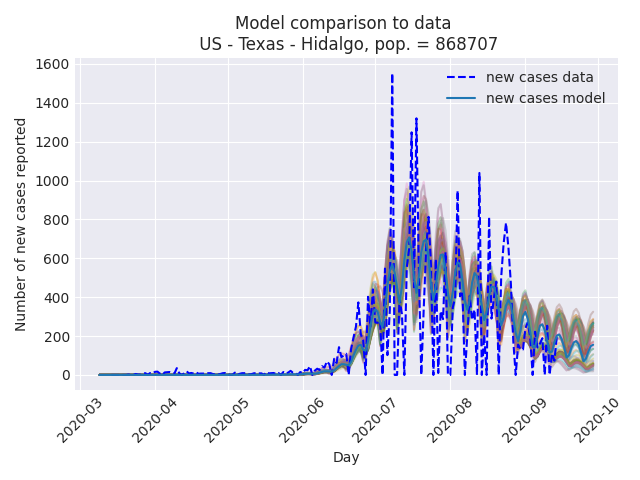 Model comparison to data
US - Texas - Hidalgo, pop. = 868707
new cases data
new cases model
Number of new cases reported
1600
1400
1200
1000
800
600
400
200
0
2020-03
2020-04
2020-05
2020-06
2020-07
2020-08
2020-09
2020-10
Day